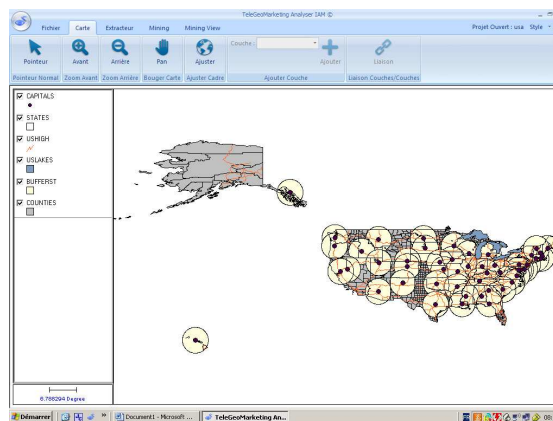 TeleGeoMarketing Analyser IAM ©
Fichier Carte Extracteur Mining Mining View Projet Ouvert : usa Style
Couche :
Pointeur Avant Arrière Pan Ajuster Ajouter Liaison
Pointeur Normal Zoom Avant Zoom Arrière Bouger Carte Ajuster Cadre Ajouter Couche Liaison Couches/Couches
CAPITALS
STATES
USHIGH
USLAKES
BUFFERST
COUNTIES
6.788294 Degree
Démarrer » Document1 - Microsoft ... TeleGeoMarketing An... 08: